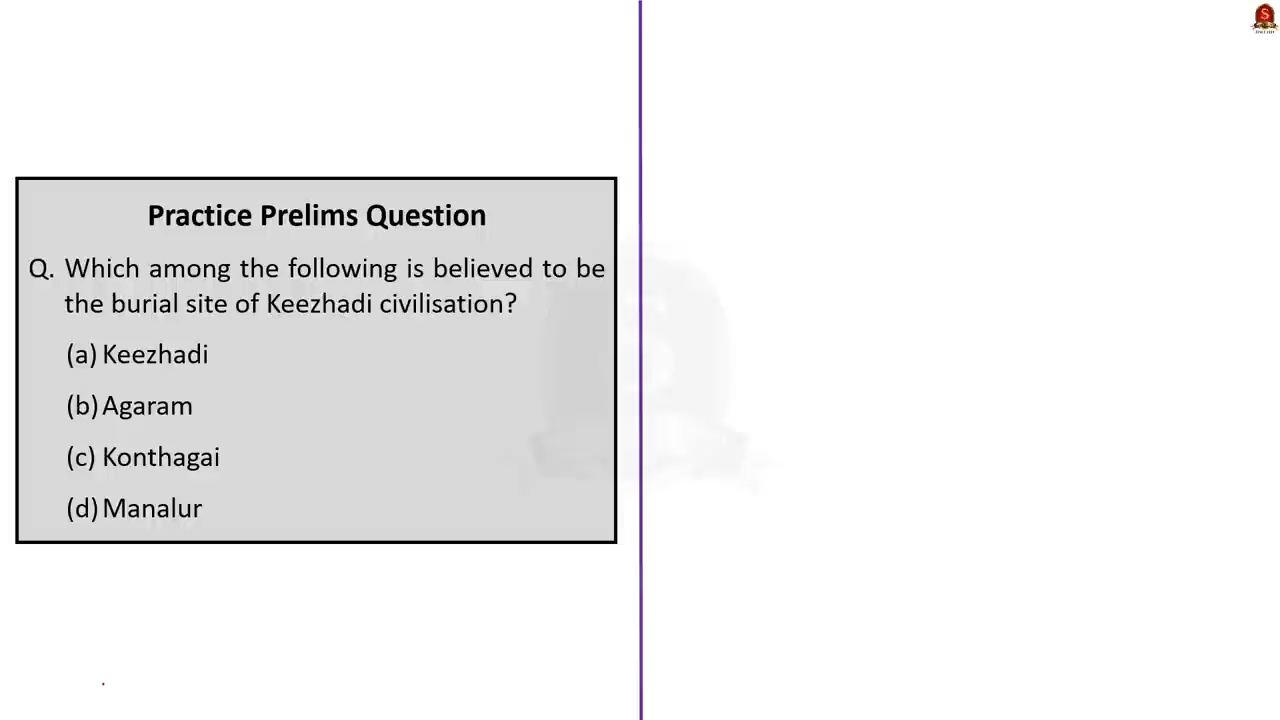 Practice Prelims Question
Q. Which among the following is believed to be
the burial site of Keezhadi civilisation?
(a) Keezhadi
(b) Agaram
(c) Konthagai
(d) Manalur